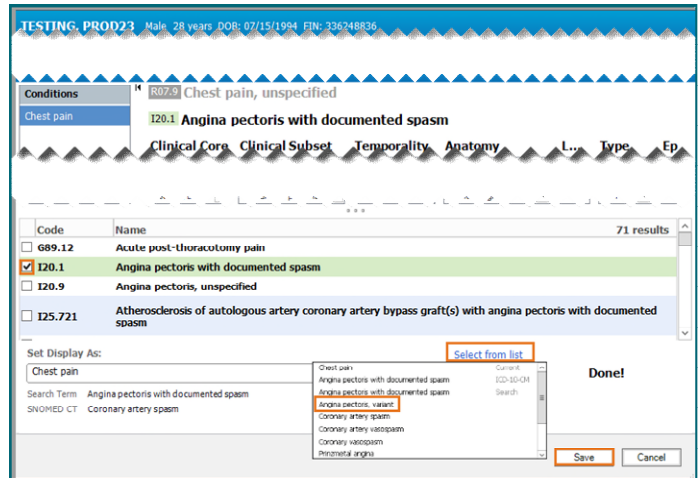 TESTING, PROD23 Male 28 years DOB: 07/15/1994 FIN: 336248836
Conditions
R07.9 Chest pain, unspecified
Chest pain
I20.1 Angina pectoris with documented spasm
Clinical Core Clinical Subset Temporality Anatomy L... Type Ep
Code Name 71 results
G89.12 Acute post-thoracotomy pain
I20.1 Angina pectoris with documented spasm
I20.9 Angina pectoris, unspecified
I25.721 Atherosclerosis of autologous artery coronary artery bypass graft(s) with angina pectoris with documented
spasm
Set Display As:
Select from list
Chest pain
Search Term Angina pectoris with documented spasm
SNOMED CT Coronary artery spasm
Chest pain Current
Angina pectoris with documented spasm ICD-10-CM
Angina pectoris with documented spasm Search
Angina pectoris, variant
Coronary artery spasm
Coronary artery vasospasm
Coronary vasospasm
Prinzmetal angina
Done!
Save Cancel